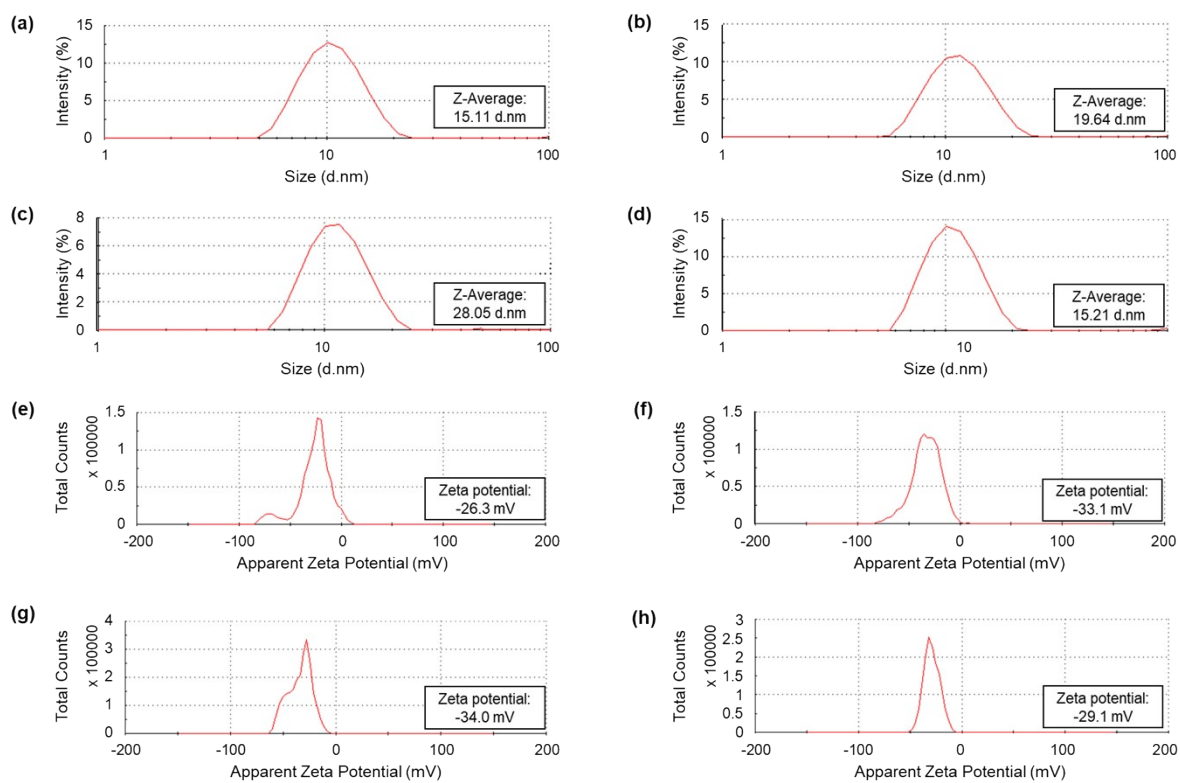 (a)
Intensity (%)
15
10
5
0
Z-Average:
15.11 d.nm
1 10 100
Size (d.nm)
(b)
Intensity (%)
15
10
5
0
Z-Average:
19.64 d.nm
1 10 100
Size (d.nm)
(c)
Intensity (%)
8
6
4
2
0
Z-Average:
28.05 d.nm
1 10 100
Size (d.nm)
(d)
Intensity (%)
15
10
5
0
Z-Average:
15.21 d.nm
1 10 100
Size (d.nm)
(e)
Total Counts
x 100000
1.5
1
0.5
0
Zeta potential:
-26.3 mV
-200 -100 0 100 200
Apparent Zeta Potential (mV)
(f)
Total Counts
x 100000
1.5
1
0.5
0
Zeta potential:
-33.1 mV
-200 -100 0 100 200
Apparent Zeta Potential (mV)
(g)
Total Counts
x 100000
4
3
2
1
0
Zeta potential:
-34.0 mV
-200 -100 0 100 200
Apparent Zeta Potential (mV)
(h)
Total Counts
x 100000
3
2.5
2
1.5
1
0.5
0
Zeta potential:
-29.1 mV
-200 -100 0 100 200
Apparent Zeta Potential (mV)